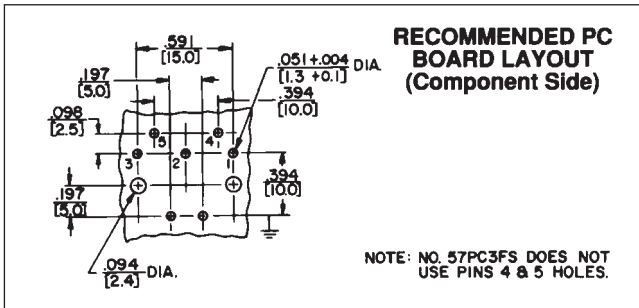 RECOMMENDED PC
BOARD LAYOUT
(Component Side)
.591
[15.0]
.051+.004 DIA.
[1.3 +0.1]
.197
[5.0]
.394
[10.0]
.098
[2.5]
5
4
3
2
1
.394
[10.0]
.197
[5.0]
.094 DIA.
[2.4]
NOTE: NO. 57PC3FS DOES NOT
USE PINS 4 & 5 HOLES.